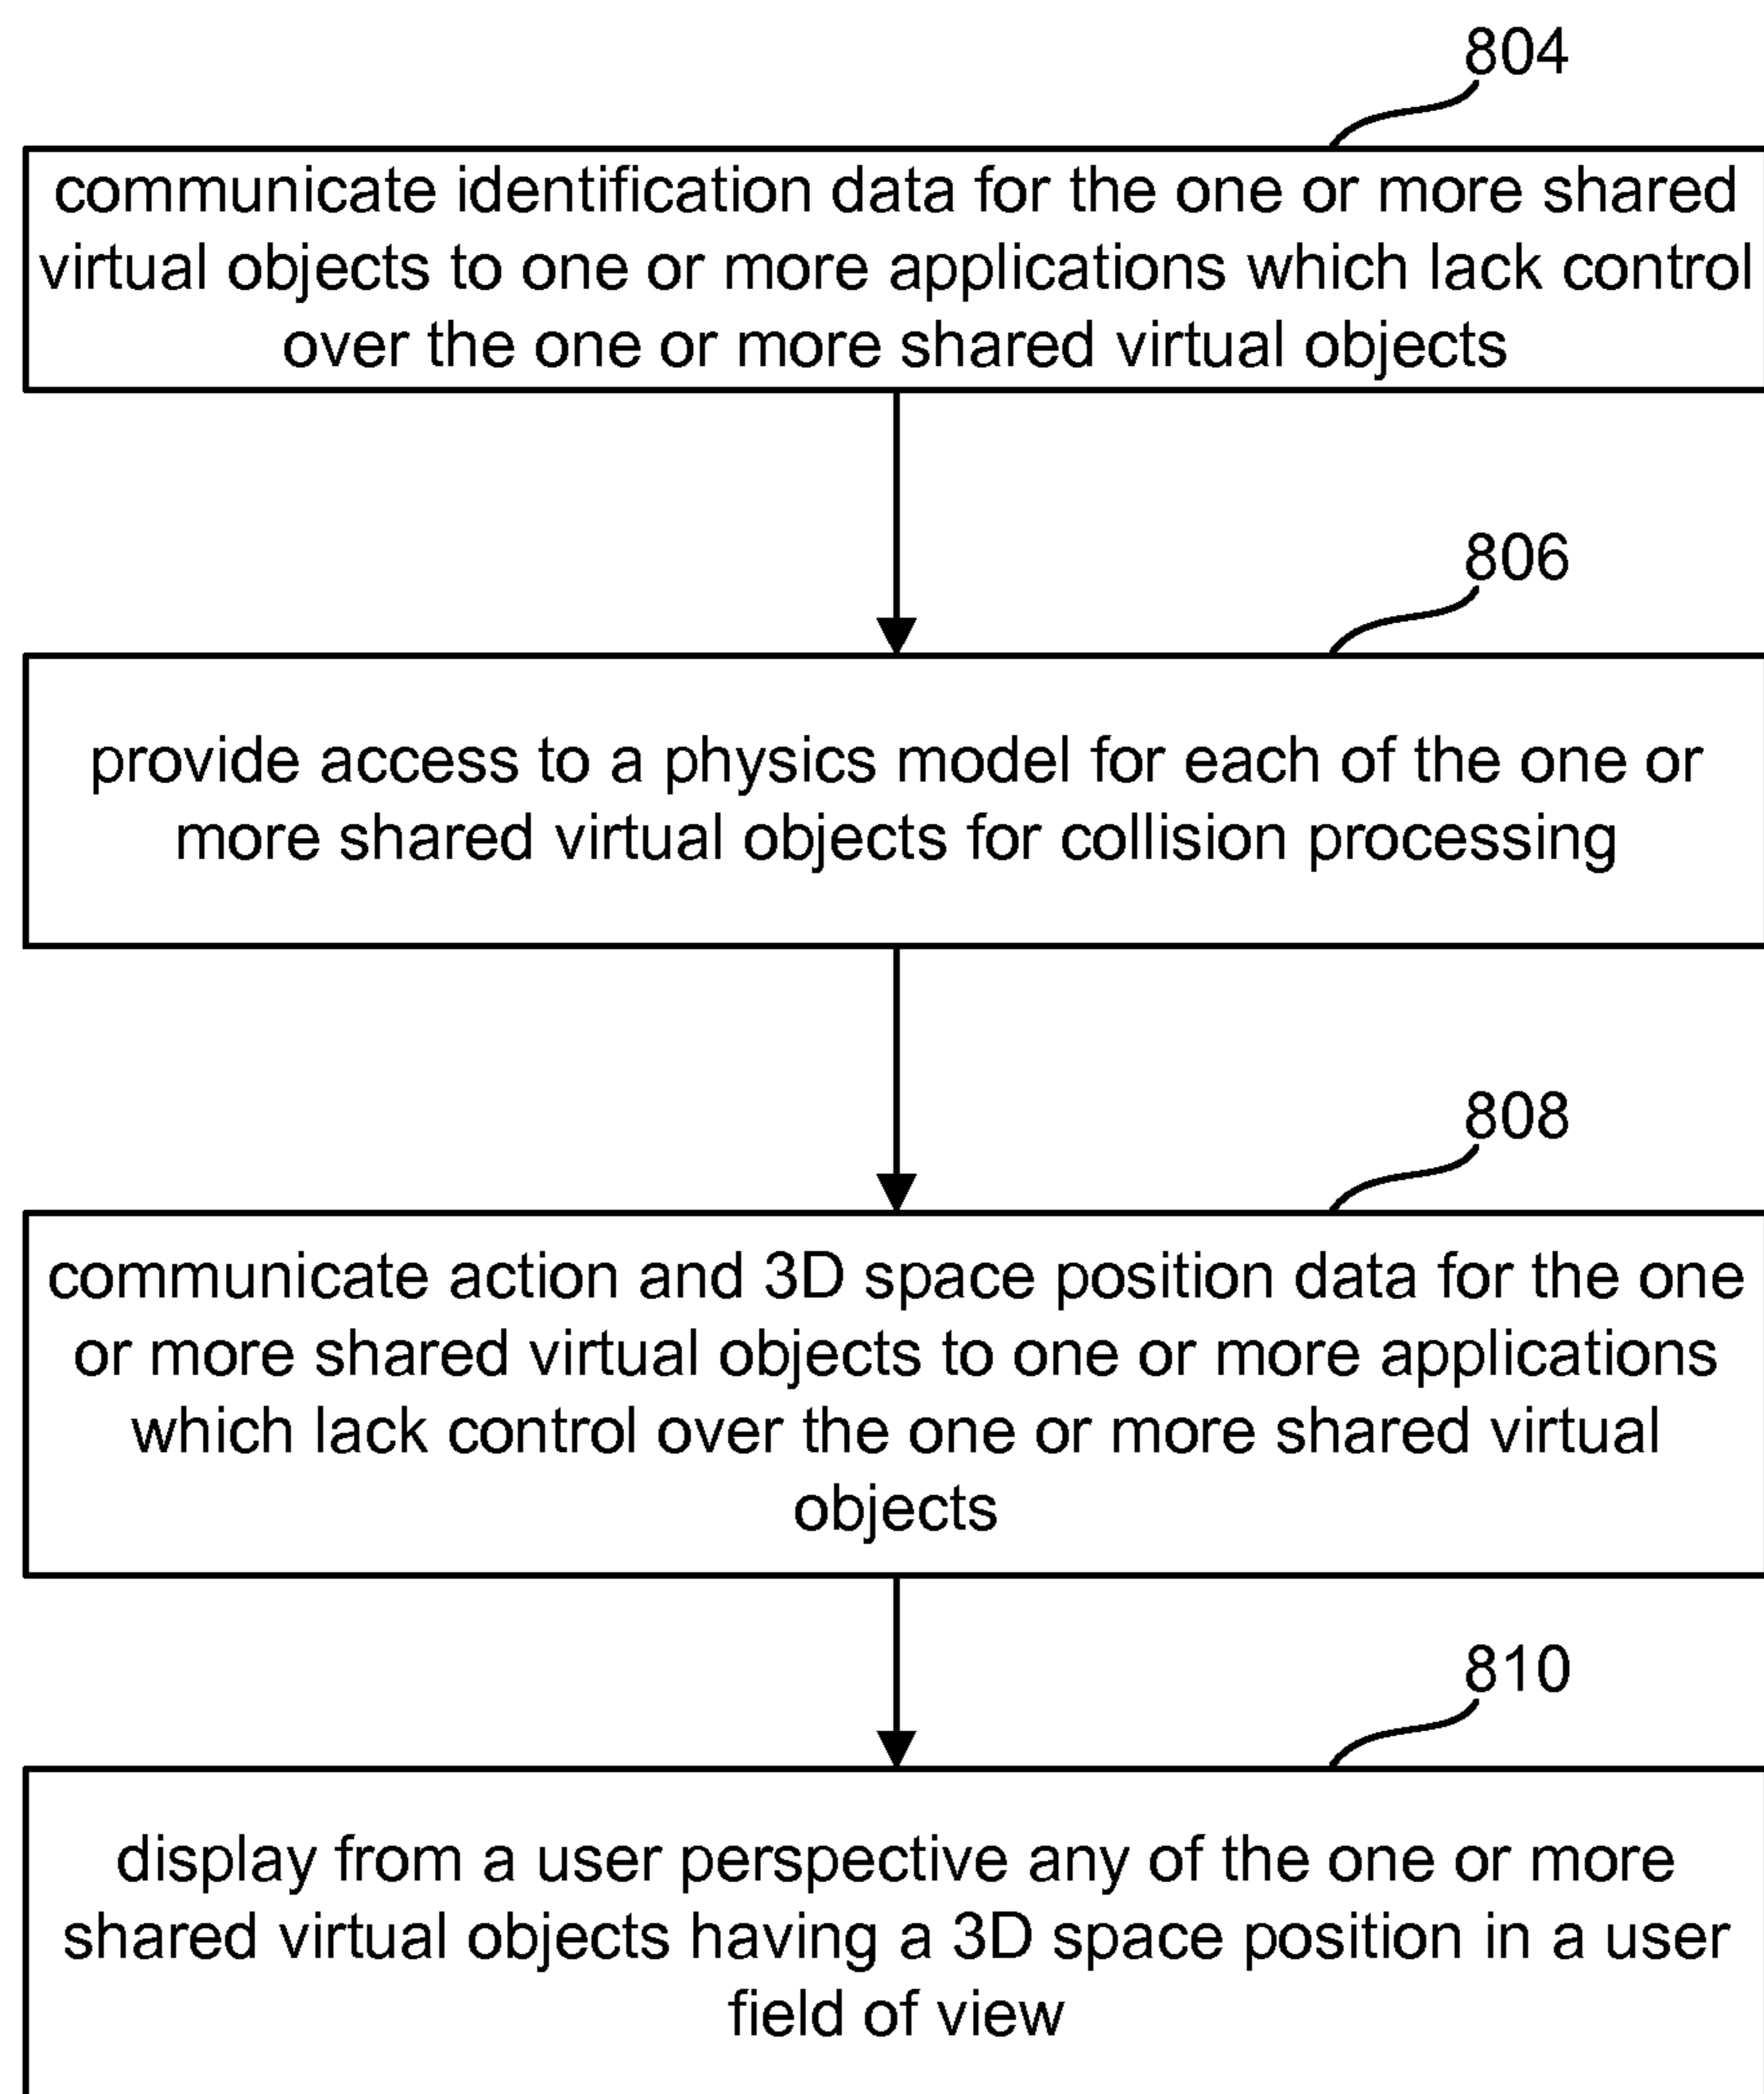 804
communicate identification data for the one or more shared
virtual objects to one or more applications which lack control
over the one or more shared virtual objects
806
provide access to a physics model for each of the one or
more shared virtual objects for collision processing
808
communicate action and 3D space position data for the one
or more shared virtual objects to one or more applications
which lack control over the one or more shared virtual
objects
810
display from a user perspective any of the one or more
shared virtual objects having a 3D space position in a user
field of view